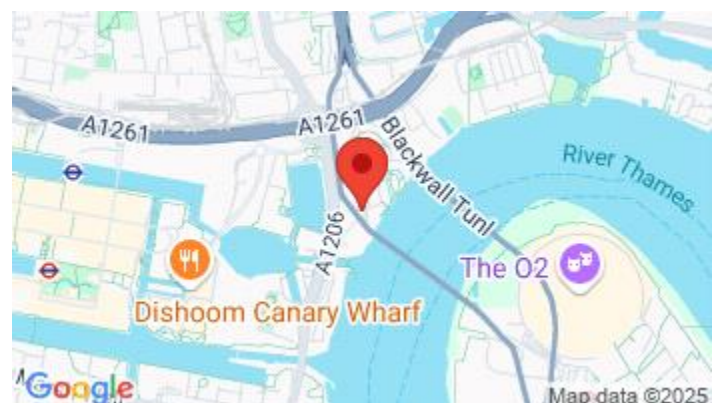 A1261
A1261
Blackwall Tunl
River Thames
A1206
The O2
Dishoom Canary Wharf
Google
Map data ©2025